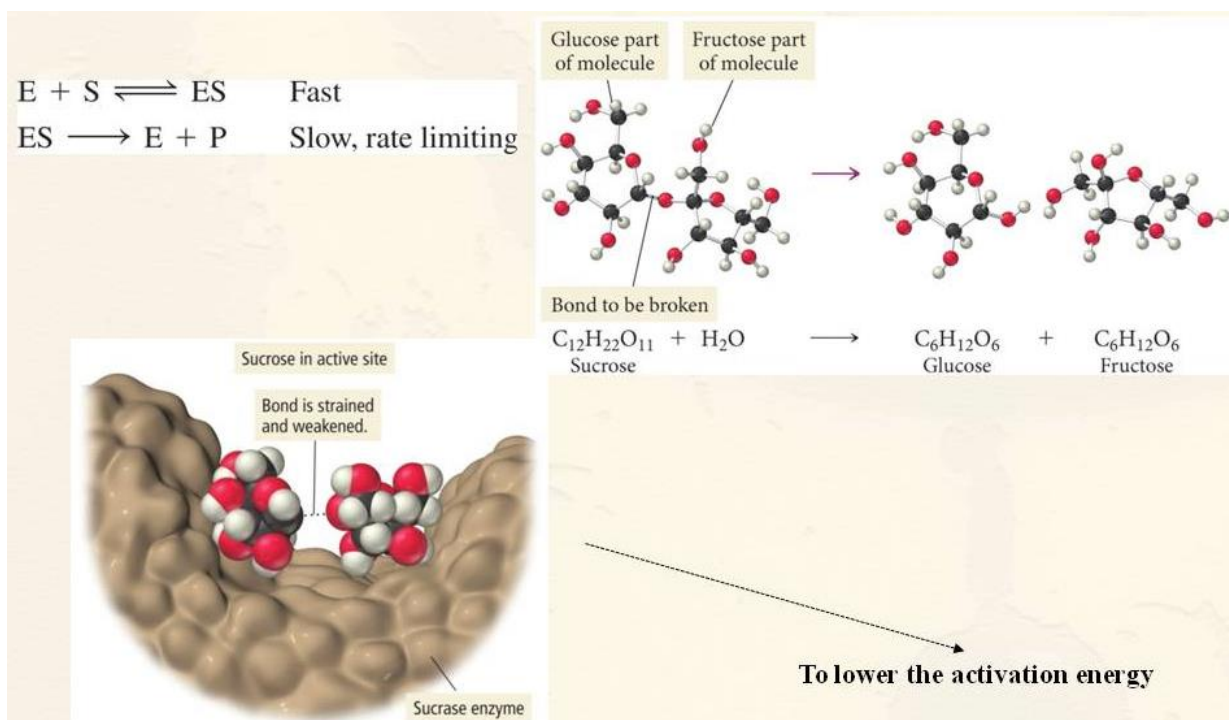 E + S ⇌ ES Fast
ES ⟶ E + P Slow, rate limiting
Glucose part
of molecule
Fructose part
of molecule
Bond to be broken
C₁₂H₂₂O₁₁ + H₂O ⟶ C₆H₁₂O₆ + C₆H₁₂O₆
Sucrose Glucose Fructose
Sucrose in active site
Bond is strained
and weakened.
Sucrase enzyme
To lower the activation energy